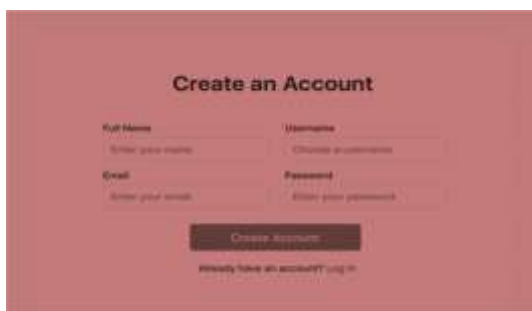 Create an Account
Full Name
Username
Enter your name
Choose a username
Email
Password
Enter your email
Enter your password
Create Account
Already have an account? Log in